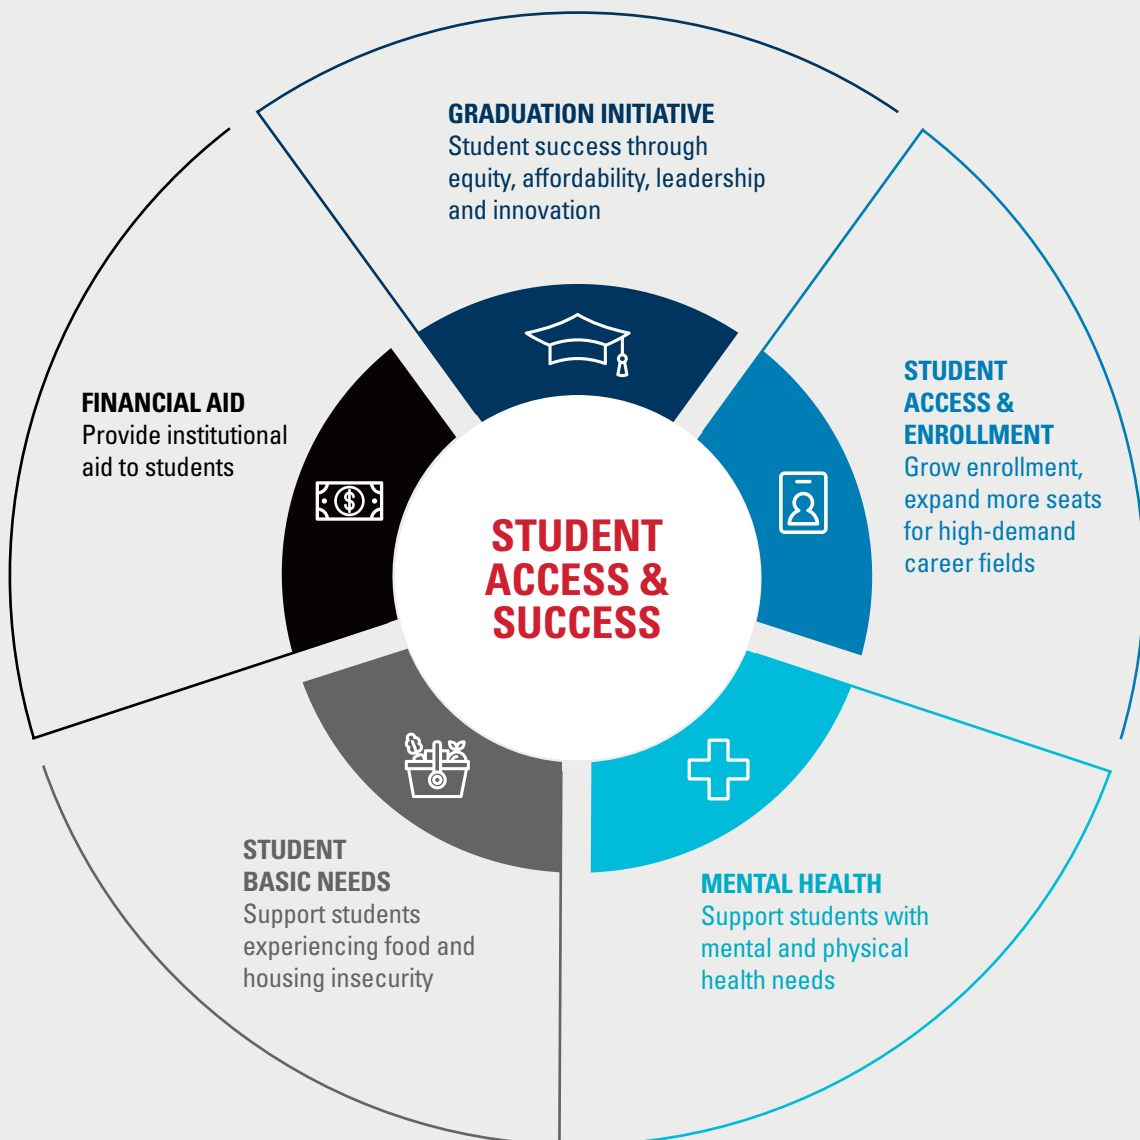 GRADUATION INITIATIVE
Student success through
equity, affordability, leadership
and innovation
STUDENT
ACCESS &
ENROLLMENT
Grow enrollment,
expand more seats
for high-demand
career fields
MENTAL HEALTH
Support students with
mental and physical
health needs
STUDENT
BASIC NEEDS
Support students
experiencing food and
housing insecurity
FINANCIAL AID
Provide institutional
aid to students
$
STUDENT
ACCESS &
SUCCESS